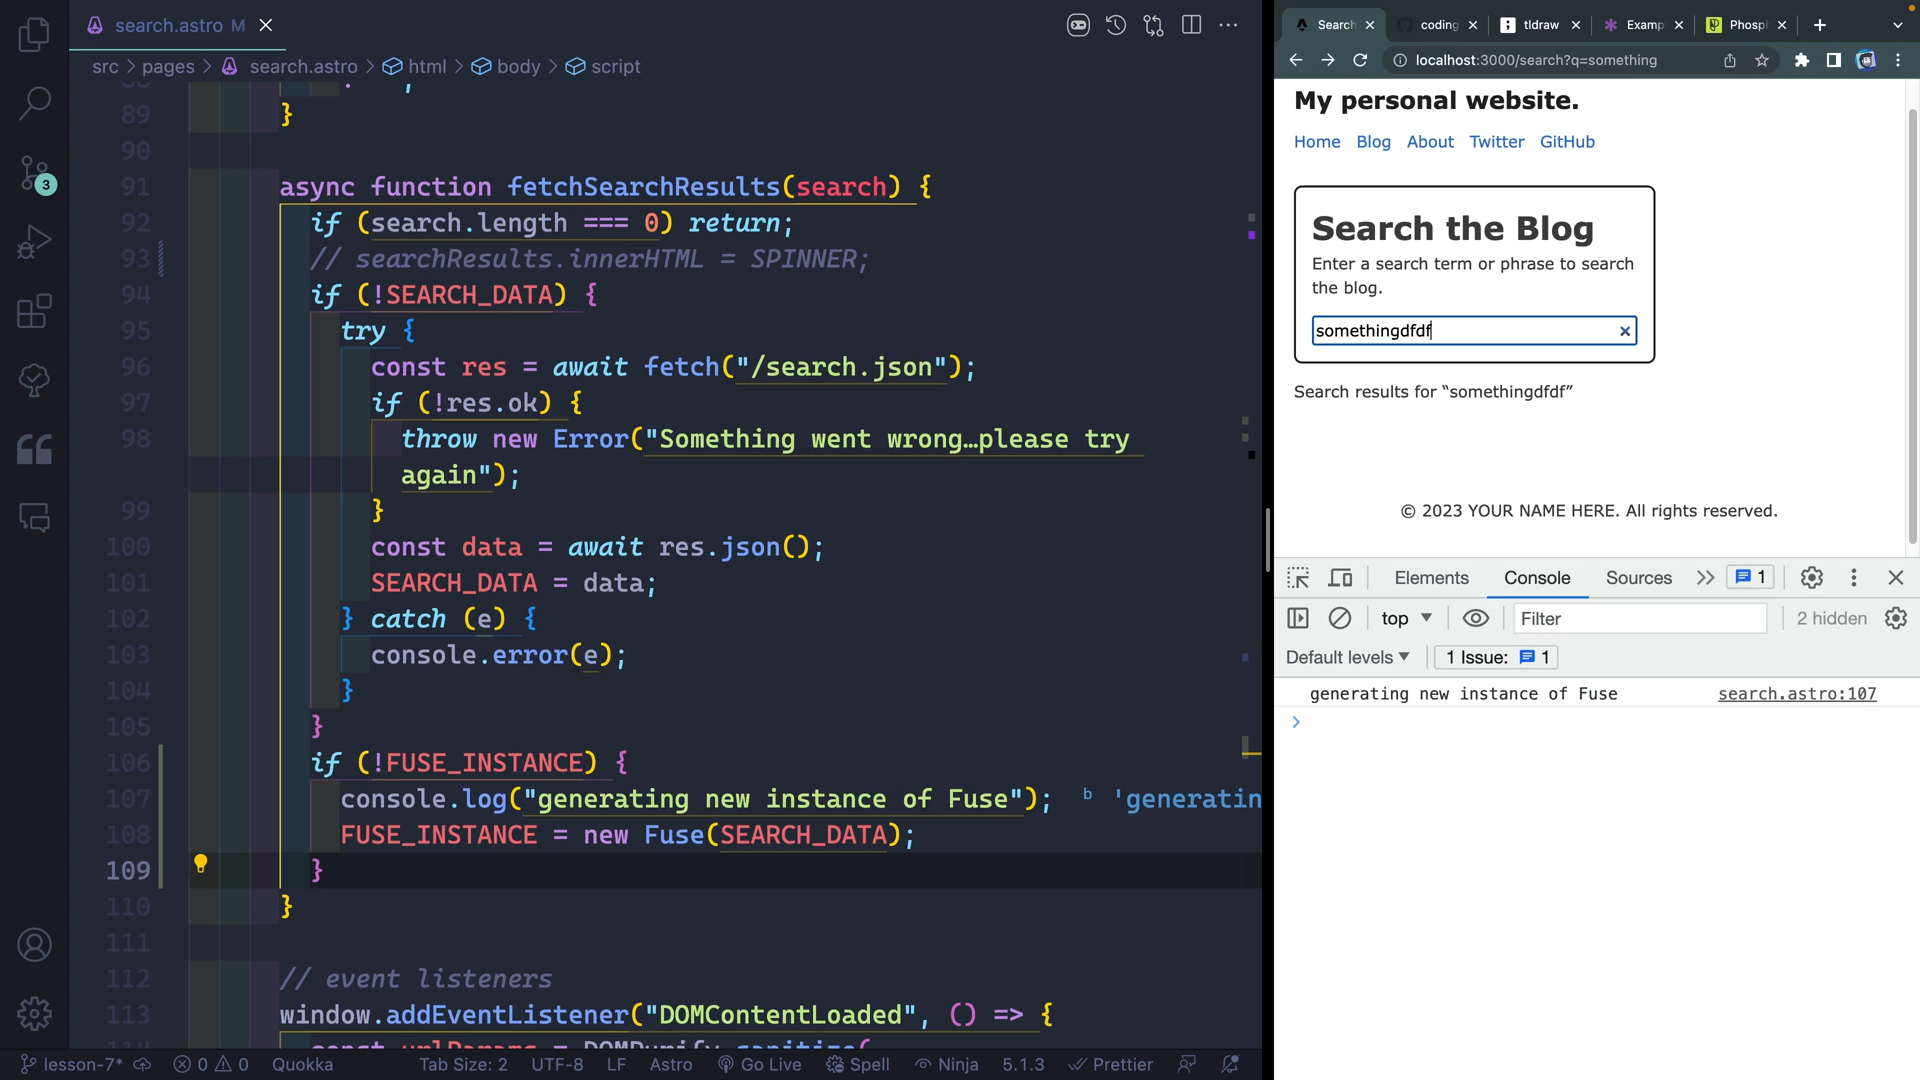 search.astro M
src > pages > search.astro > html > body > script
89 }
90
91 async function fetchSearchResults(search) {
92 if (search.length === 0) return;
93 // searchResults.innerHTML = SPINNER;
94 if (!SEARCH_DATA) {
95 try {
96 const res = await fetch("/search.json");
97 if (!res.ok) {
98 throw new Error("Something went wrong…please try
again");
99 }
100 const data = await res.json();
101 SEARCH_DATA = data;
102 } catch (e) {
103 console.error(e);
104 }
105 }
106 if (!FUSE_INSTANCE) {
107 console.log("generating new instance of Fuse"); b 'generatin
108 FUSE_INSTANCE = new Fuse(SEARCH_DATA);
109 }
110 }
111
112 // event listeners
113 window.addEventListener("DOMContentLoaded", () => {
3
lesson-7* 0 0 Quokka Tab Size: 2 UTF-8 LF Astro Go Live Spell Ninja 5.1.3 Prettier
Search coding tldraw Examp Phosp
localhost:3000/search?q=something
My personal website.
Home Blog About Twitter GitHub
Search the Blog
Enter a search term or phrase to search
the blog.
somethingdfdf
Search results for “somethingdfdf”
© 2023 YOUR NAME HERE. All rights reserved.
Elements Console Sources 1
top Filter 2 hidden
Default levels 1 Issue: 1
generating new instance of Fuse search.astro:107